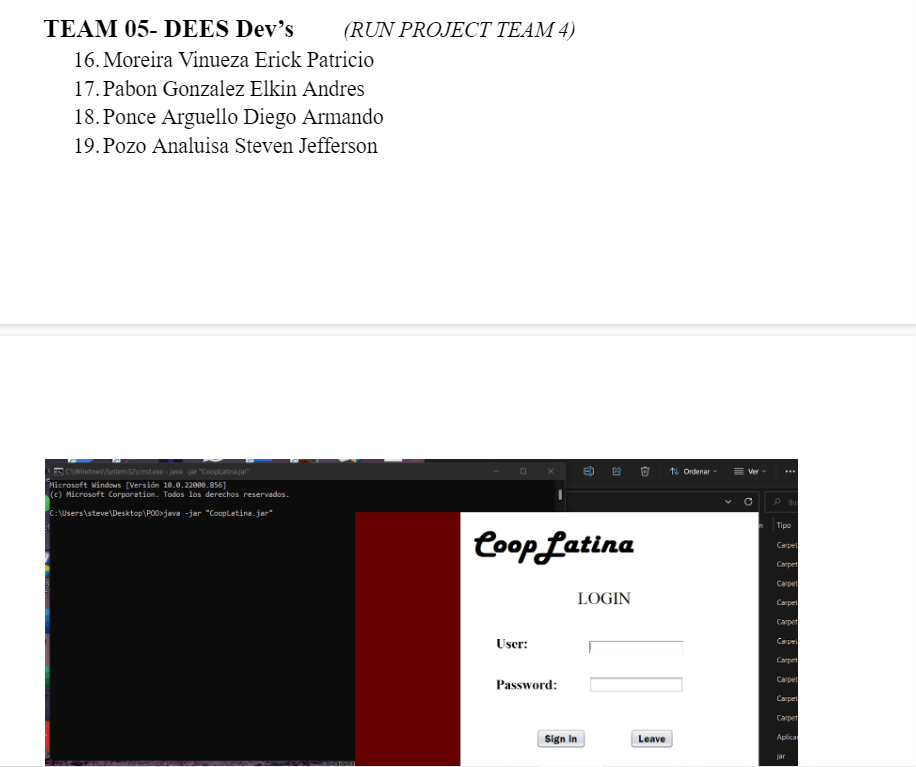 TEAM 05- DEES Dev’s (RUN PROJECT TEAM 4)
16. Moreira Vinueza Erick Patricio
17. Pabon Gonzalez Elkin Andres
18. Ponce Arguello Diego Armando
19. Pozo Analuisa Steven Jefferson
C:\Windows\System32\cmd.exe - java -jar "CoopLatina.jar"
Ordenar
Ver
Microsoft Windows [Versión 10.0.22000.856]
(c) Microsoft Corporation. Todos los derechos reservados.
C:\Users\steve\Desktop\POO>java -jar "CoopLatina.jar"
Tipo
CoopLatina
Carpet
Carpet
Carpet
LOGIN
Carpet
Carpet
User:
Carpet
Carpet
Password:
Carpet
Carpet
Carpet
Sign in
Leave
Aplica
jar